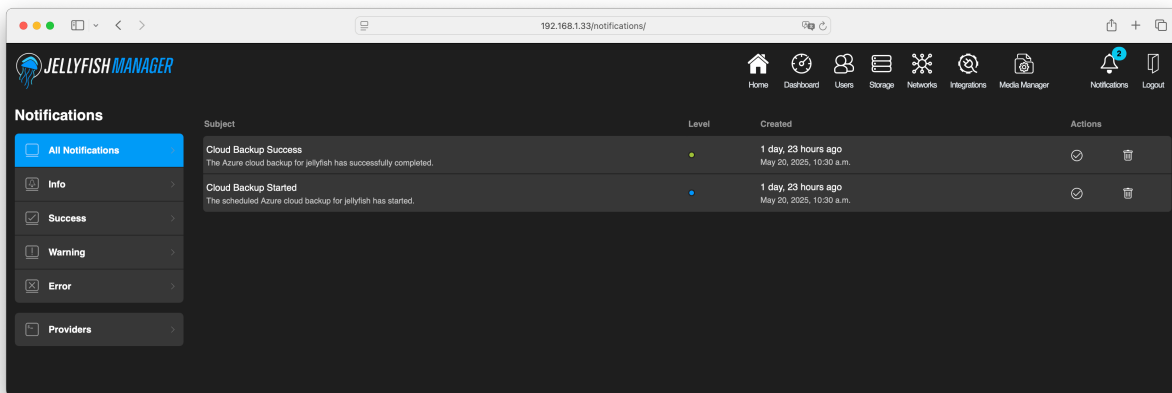 192.168.1.33/notifications/
JELLYFISH MANAGER
Home Dashboard Users Storage Networks Integrations Media Manager Notifications 2 Logout
Notifications
All Notifications
Info
Success
Warning
Error
Providers
Subject Level Created Actions
Cloud Backup Success 1 day, 23 hours ago
The Azure cloud backup for jellyfish has successfully completed. May 20, 2025, 10:30 a.m.
Cloud Backup Started 1 day, 23 hours ago
The scheduled Azure cloud backup for jellyfish has started. May 20, 2025, 10:30 a.m.